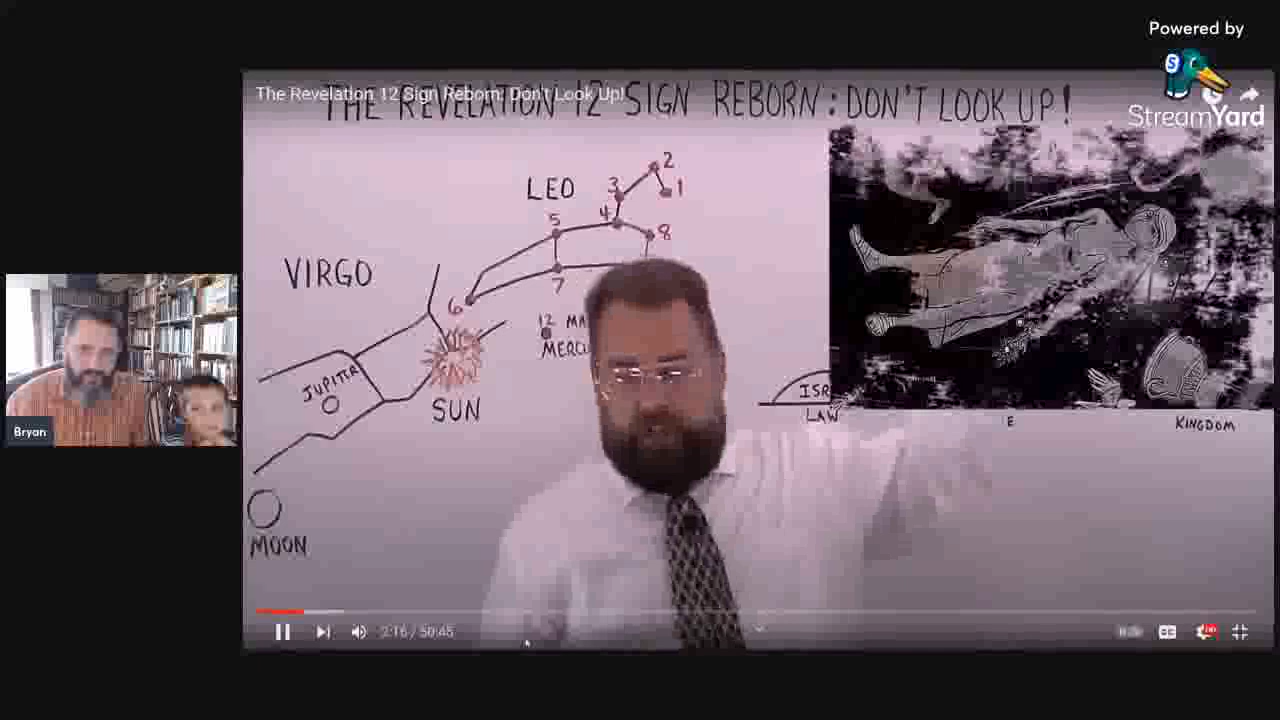 Powered by
StreamYard
The Revelation 12 Sign Reborn: Don't Look Up!
THE REVELATION 12 SIGN REBORN: DON'T LOOK UP!
LEO
2
1
3
4
5
8
VIRGO
7
6
12
JUPITER
SUN
LAW
E
KINGDOM
MOON
Bryan
2:16 / 50:45
CC